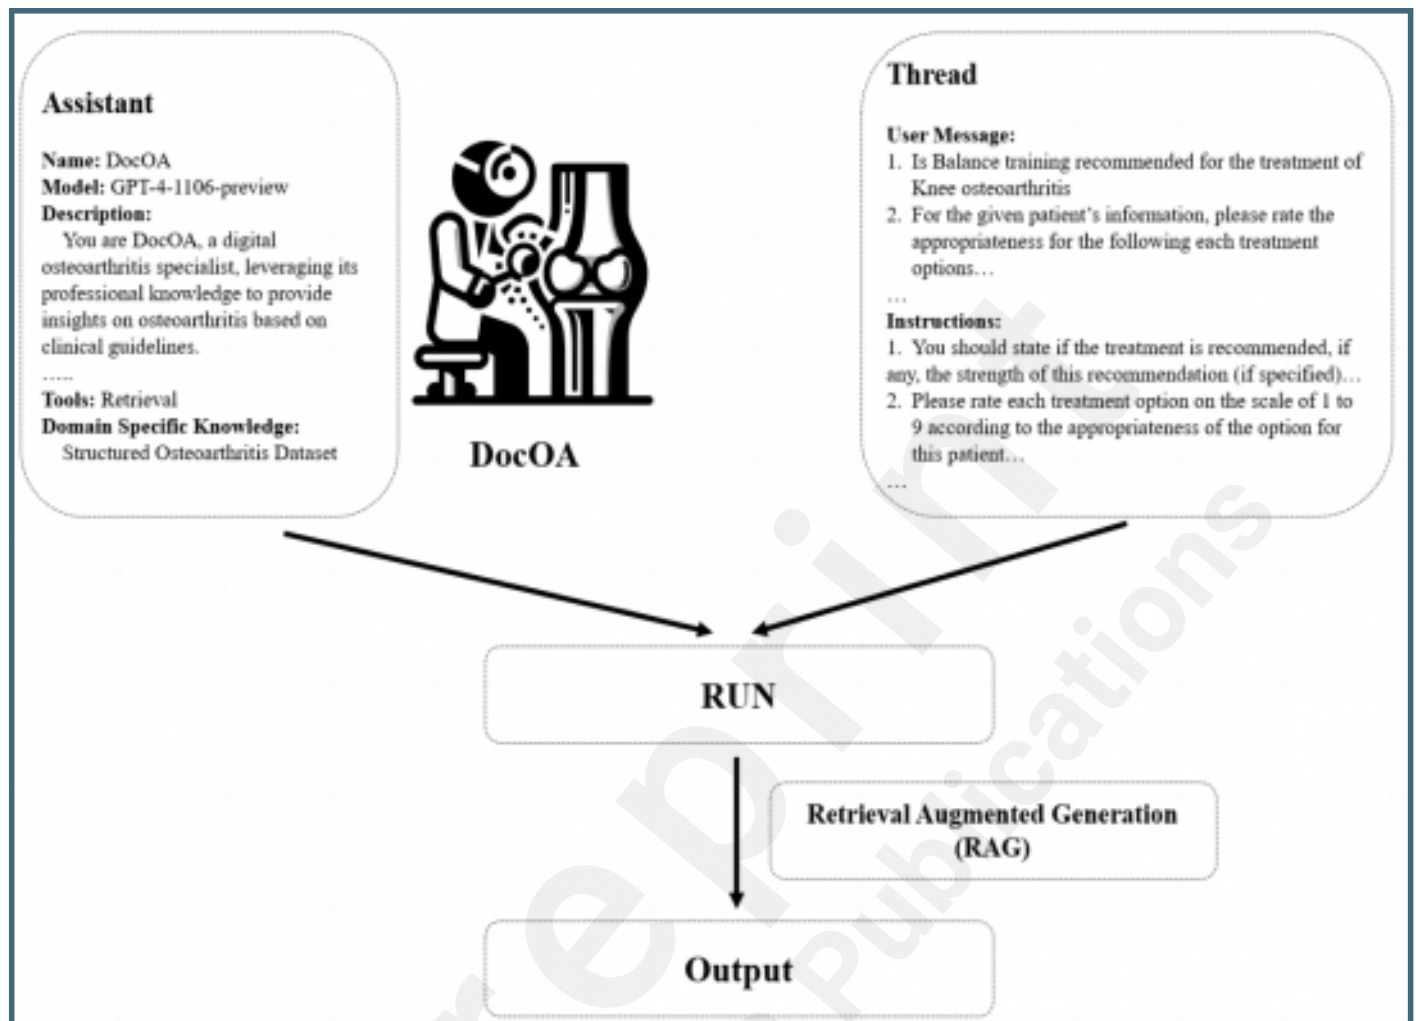 Assistant
Name: DocOA
Model: GPT-4-1106-preview
Description:
You are DocOA, a digital
osteoarthritis specialist, leveraging its
professional knowledge to provide
insights on osteoarthritis based on
clinical guidelines.
.....
Tools: Retrieval
Domain Specific Knowledge:
Structured Osteoarthritis Dataset
DocOA
Thread
User Message:
1. Is Balance training recommended for the treatment of
Knee osteoarthritis
2. For the given patient's information, please rate the
appropriateness for the following each treatment
options…
…
Instructions:
1. You should state if the treatment is recommended, if
any, the strength of this recommendation (if specified)…
2. Please rate each treatment option on the scale of 1 to
9 according to the appropriateness of the option for
this patient…
…
RUN
Retrieval Augmented Generation
(RAG)
Output
reprint
Publications